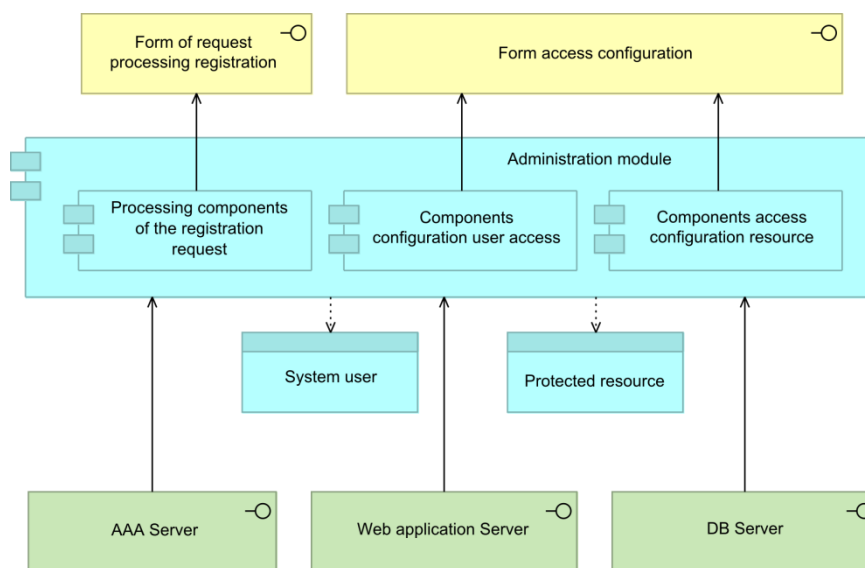 Form of request
processing registration
Form access configuration
Administration module
Processing components
of the registration
request
Components
configuration user access
Components access
configuration resource
System user
Protected resource
AAA Server
Web application Server
DB Server